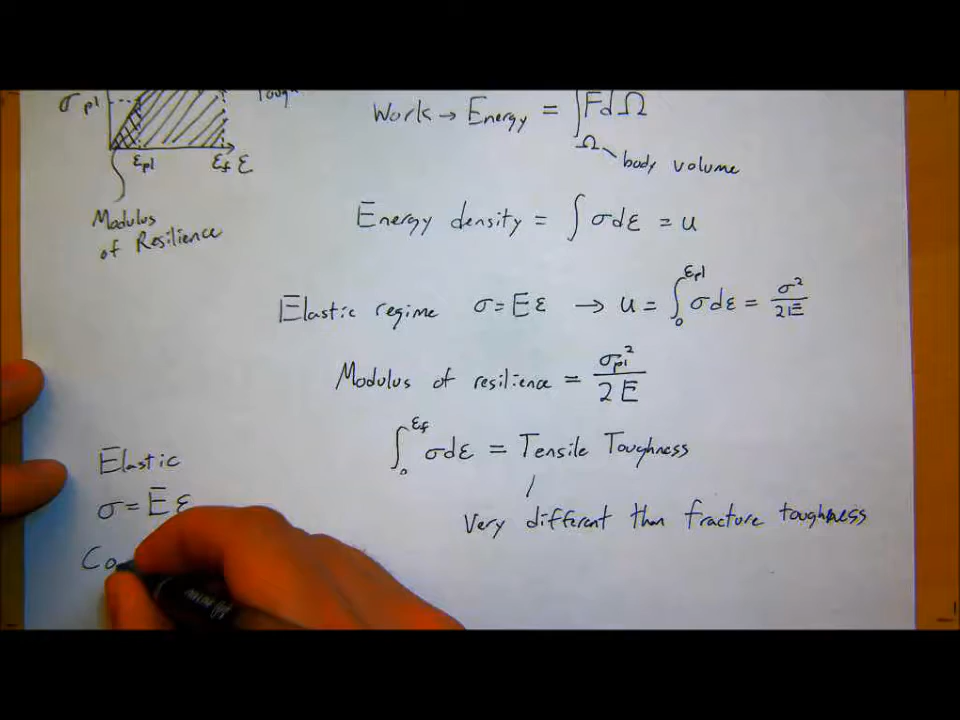 σpl
Tough
εpl εf ε
Modulus
of Resilience
Work → Energy = ∫Ω F dΩ
body volume
Energy density = ∫ σdε = u
Elastic regime σ = Eε → u = ∫₀^εpl σdε = σ²/2E
Modulus of resilience = σpl²/2E
∫₀^εf σdε = Tensile Toughness
Very different than fracture toughness
Elastic
σ = Eε
Co